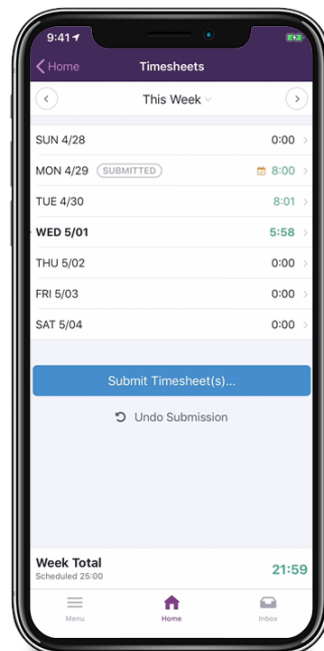 9:41
Home Timesheets
This Week
SUN 4/28 0:00
MON 4/29 SUBMITTED 8:00
TUE 4/30 8:01
WED 5/01 5:58
THU 5/02 0:00
FRI 5/03 0:00
SAT 5/04 0:00
Submit Timesheet(s)...
Undo Submission
Week Total 21:59
Scheduled 25:00
Menu Home Inbox